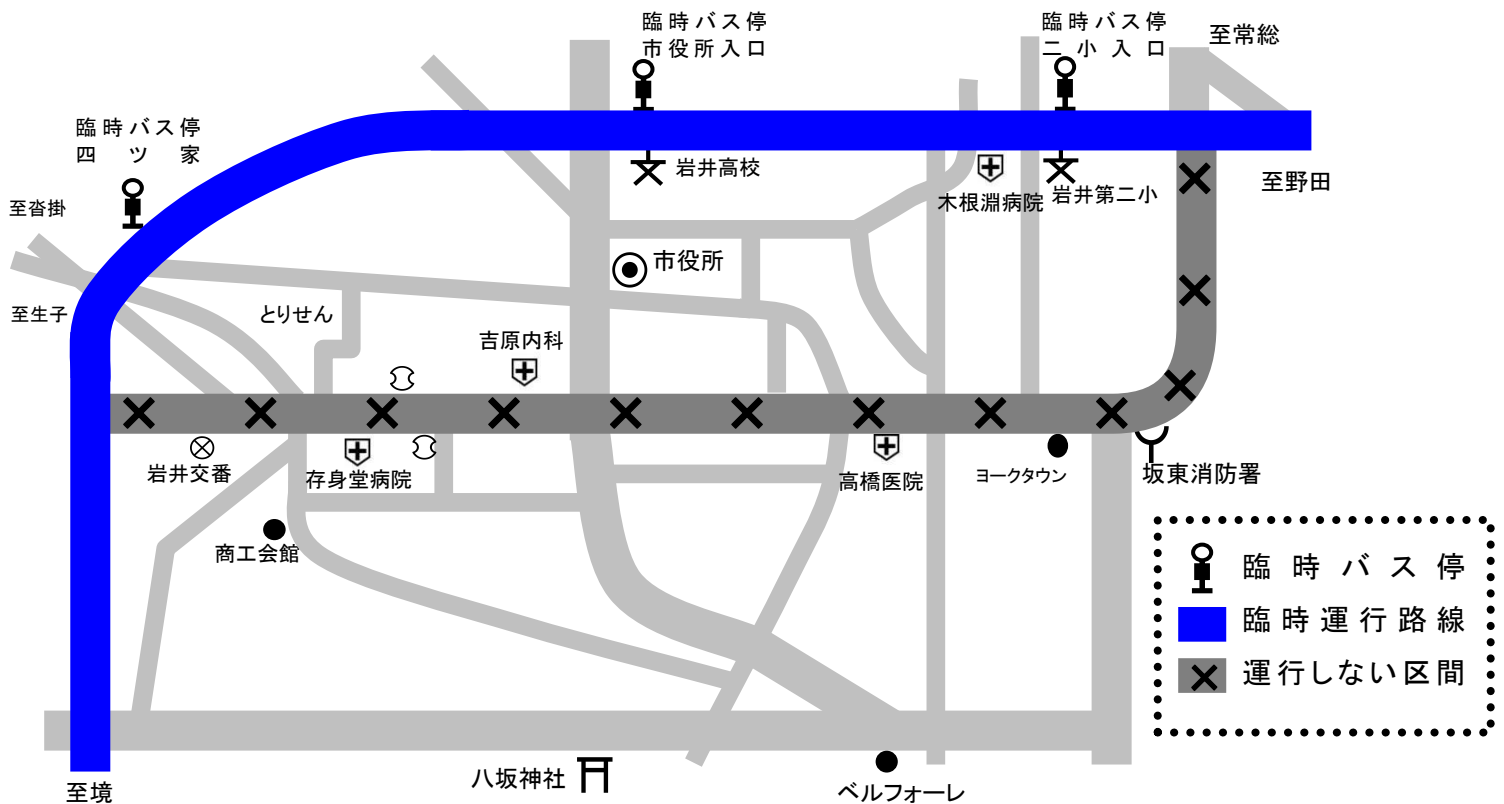 臨時バス停
市役所入口
臨時バス停
二小入口
至常総
臨時バス停
四ツ家
岩井高校
木根淵病院
岩井第二小
至野田
至沓掛
市役所
至生子
とりせん
吉原内科
岩井交番
存身堂病院
高橋医院
ヨークタウン
坂東消防署
商工会館
臨時バス停
臨時運行路線
運行しない区間
至境
八坂神社
ベルフォーレ